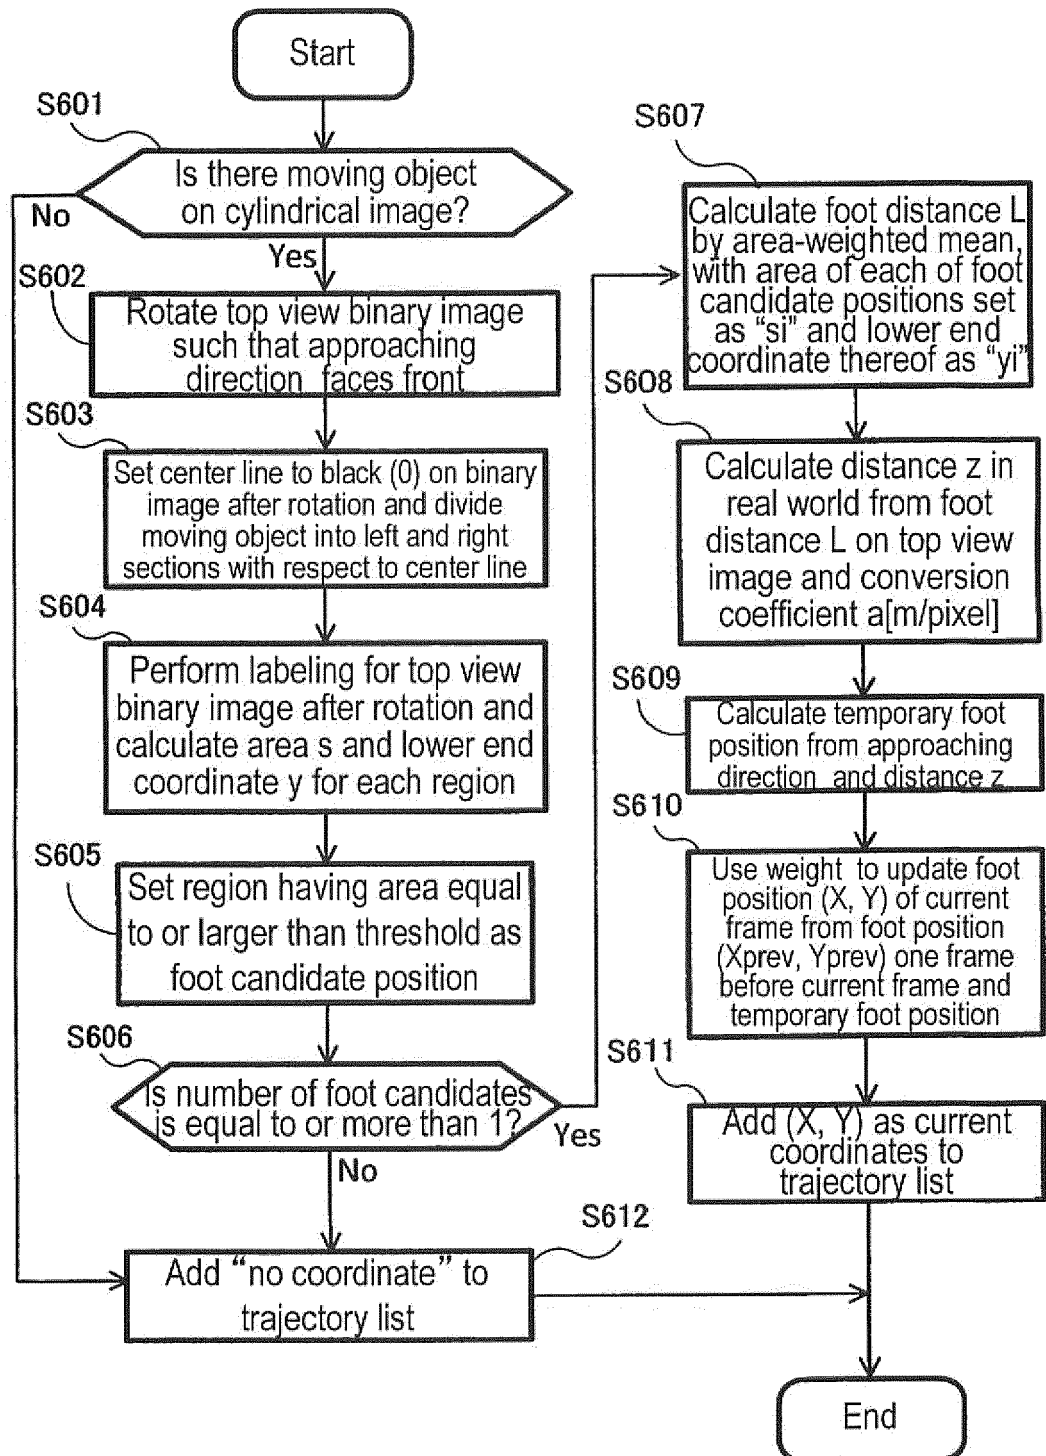 Start
S601
Is there moving object
on cylindrical image?
No
Yes
S602
Rotate top view binary image
such that approaching
direction faces front
S603
Set center line to black (0) on binary
image after rotation and divide
moving object into left and right
sections with respect to center line
S604
Perform labeling for top view
binary image after rotation and
calculate area s and lower end
coordinate y for each region
S605
Set region having area equal
to or larger than threshold as
foot candidate position
S606
Is number of foot candidates
is equal to or more than 1?
Yes
No
S612
Add “no coordinate” to
trajectory list
S607
Calculate foot distance L
by area-weighted mean,
with area of each of foot
candidate positions set
as “si” and lower end
coordinate thereof as “yi”
S608
Calculate distance z in
real world from foot
distance L on top view
image and conversion
coefficient a[m/pixel]
S609
Calculate temporary foot
position from approaching
direction and distance z
S610
Use weight to update foot
position (X, Y) of current
frame from foot position
(Xprev, Yprev) one frame
before current frame and
temporary foot position
S611
Add (X, Y) as current
coordinates to
trajectory list
End